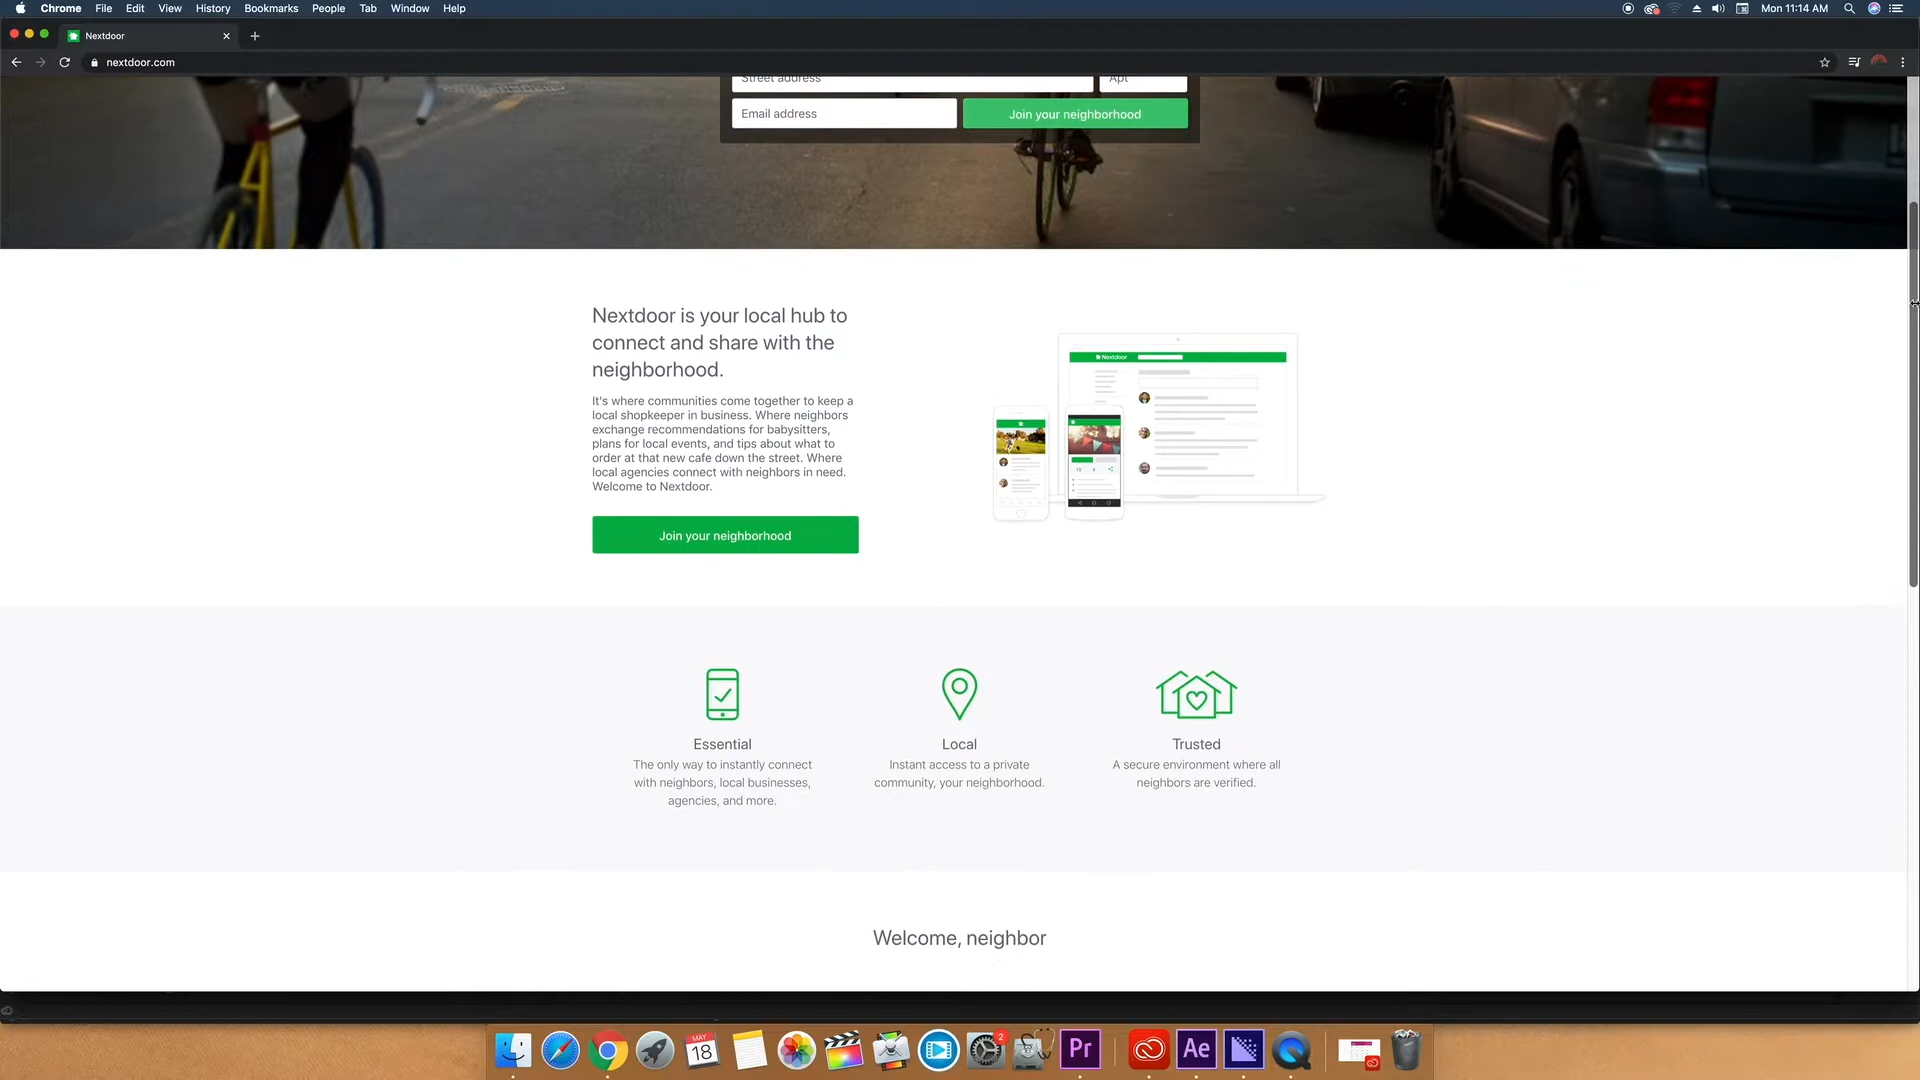 Chrome File Edit View History Bookmarks People Tab Window Help
Mon 11:14 AM
Nextdoor
nextdoor.com
Street address
Apt
Email address
Join your neighborhood
Nextdoor is your local hub to
connect and share with the
neighborhood.
It's where communities come together to keep a
local shopkeeper in business. Where neighbors
exchange recommendations for babysitters,
plans for local events, and tips about what to
order at that new cafe down the street. Where
local agencies connect with neighbors in need.
Welcome to Nextdoor.
Join your neighborhood
Nextdoor
Essential
The only way to instantly connect
with neighbors, local businesses,
agencies, and more.
Local
Instant access to a private
community, your neighborhood.
Trusted
A secure environment where all
neighbors are verified.
Welcome, neighbor
MAY
18
2
Pr
Ae